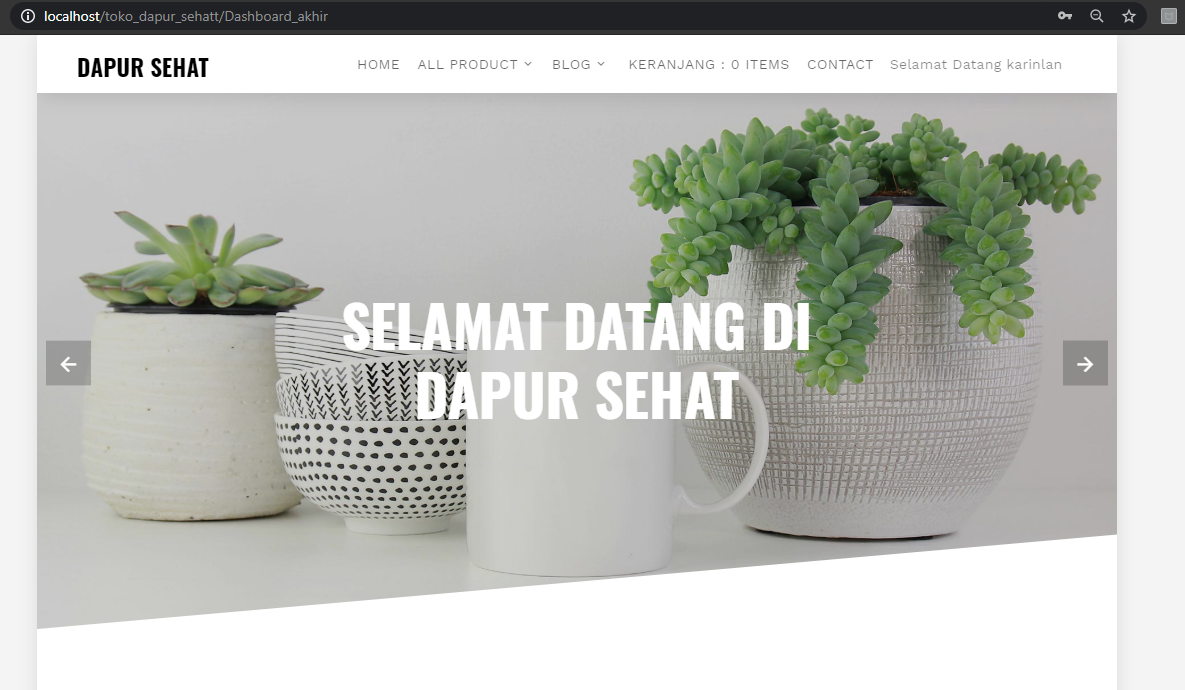 localhost/toko_dapur_sehatt/Dashboard_akhir
DAPUR SEHAT
HOME ALL PRODUCT BLOG KERANJANG : 0 ITEMS CONTACT Selamat Datang karinlan
SELAMAT DATANG DI
DAPUR SEHAT